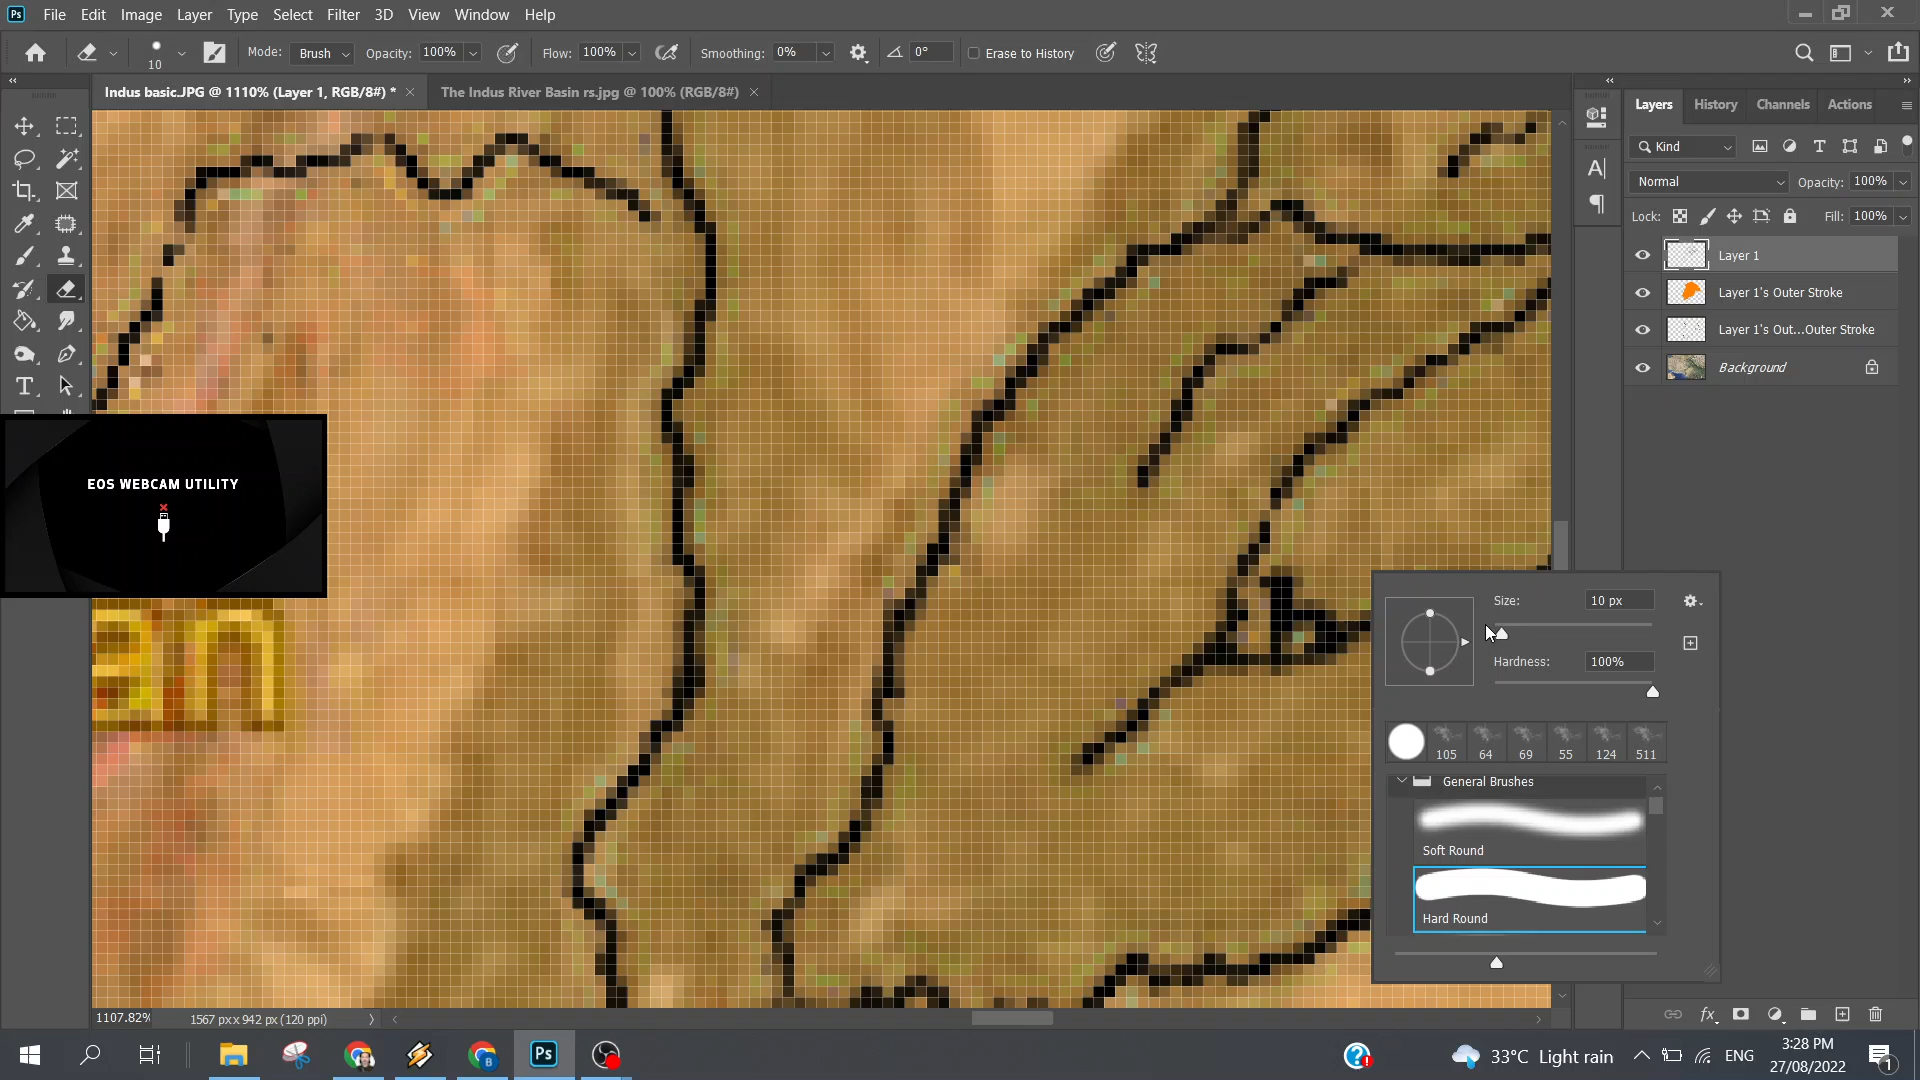 Ps File Edit Image Layer Type Select Filter 3D View Window Help
10 Mode: Brush Opacity: 100% Flow: 100% Smoothing: 0% 0° Erase to History
Indus basic.JPG @ 1110% (Layer 1, RGB/8#) * The Indus River Basin rs.jpg @ 100% (RGB/8#)
Layers History Channels Actions
Kind
Normal Opacity: 100%
Lock: Fill: 100%
Layer 1
Layer 1's Outer Stroke
Layer 1's Out...Outer Stroke
Background
EOS WEBCAM UTILITY
Size: 10 px
Hardness: 100%
105 64 69 55 124 511
General Brushes
Soft Round
Hard Round
1107.82% 1567 px x 942 px (120 ppi)
Ps 33°C Light rain ENG 3:28 PM
27/08/2022
1